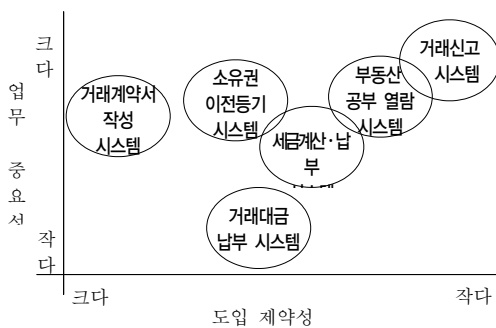 크다
업무 중요성
작다
거래계약서
작성
시스템
소유권
이전등기
시스템
부동산
공부 열람
시스템
거래신고
시스템
세금계산·납
부
거래대금
납부 시스템
크다
작다
도입 제약성